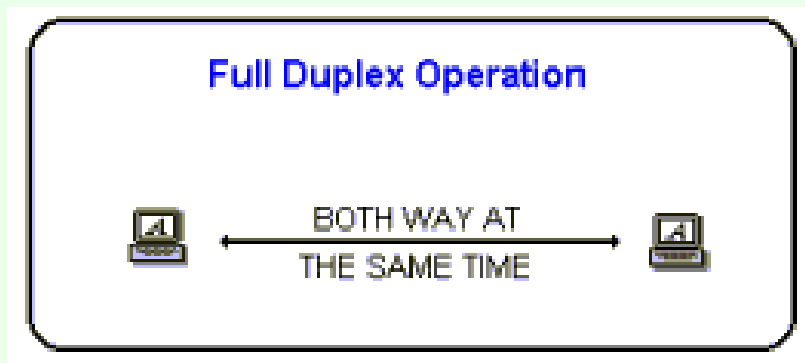 Full Duplex Operation
BOTH WAY AT
THE SAME TIME
A
A